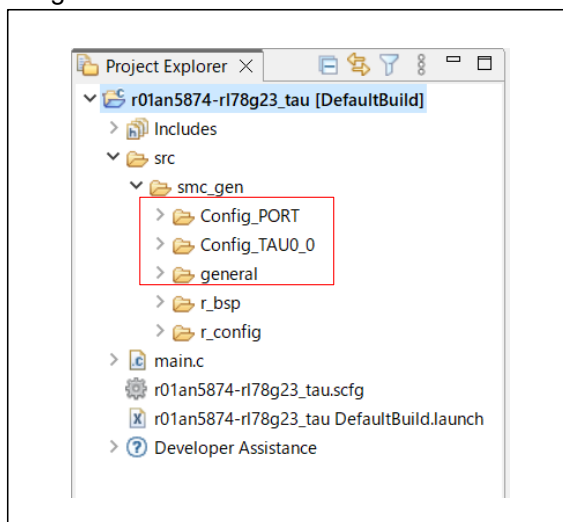 Project Explorer
r01an5874-rl78g23_tau [DefaultBuild]
Includes
src
smc_gen
Config_PORT
Config_TAU0_0
general
r_bsp
r_config
main.c
r01an5874-rl78g23_tau.scfg
r01an5874-rl78g23_tau DefaultBuild.launch
Developer Assistance